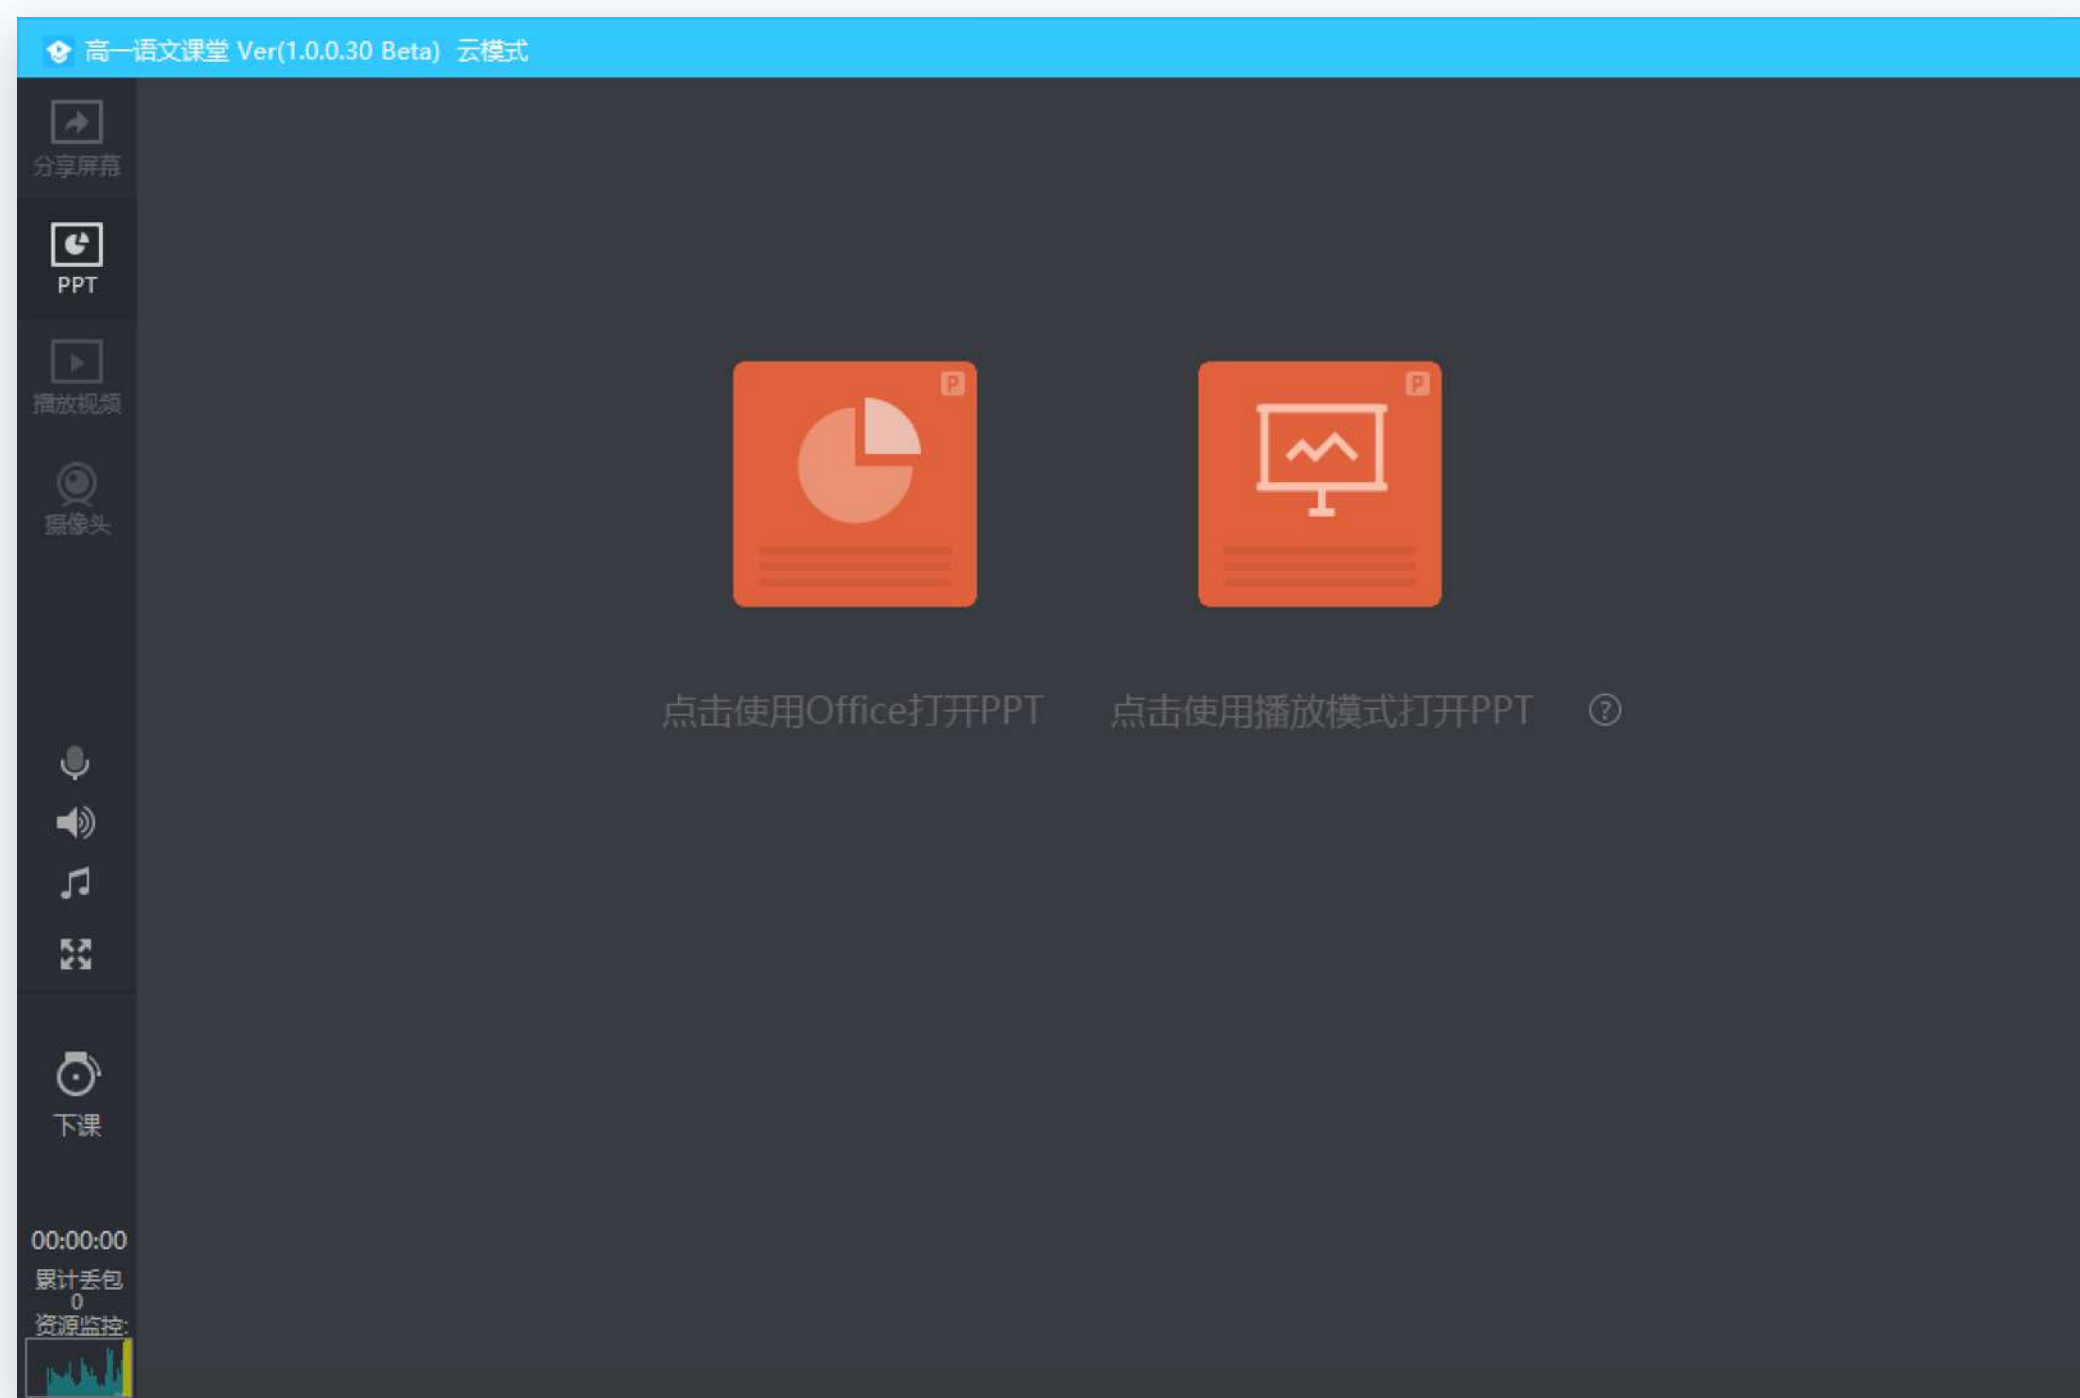 高一语文课堂 Ver(1.0.0.30 Beta) 云模式
分享屏幕
PPT
播放视频
摄像头
P
P
点击使用Office打开PPT
点击使用播放模式打开PPT
?
下课
00:00:00
累计丢包
0
资源监控: